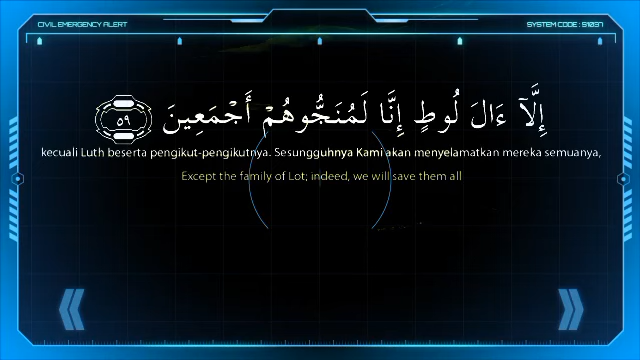 CIVIL EMERGENCY ALERT
SYSTEM CODE : S1037
إِلَّآ ءَالَ لُوطٍ إِنَّا لَمُنَجُّوهُمْ أَجْمَعِينَ ٥٩
kecuali Luth beserta pengikut-pengikutnya. Sesungguhnya Kami akan menyelamatkan mereka semuanya,
Except the family of Lot; indeed, we will save them all